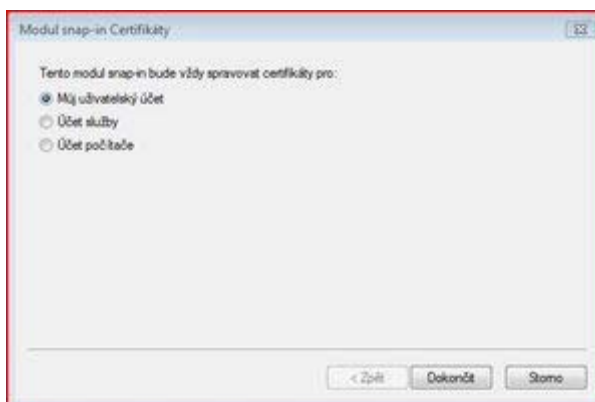 Modul snap-in Certifikáty
Tento modul snap-in bude vždy spravovat certifikáty pro:
Můj uživatelský účet
Účet služby
Účet počítače
< Zpět Dokončit Storno